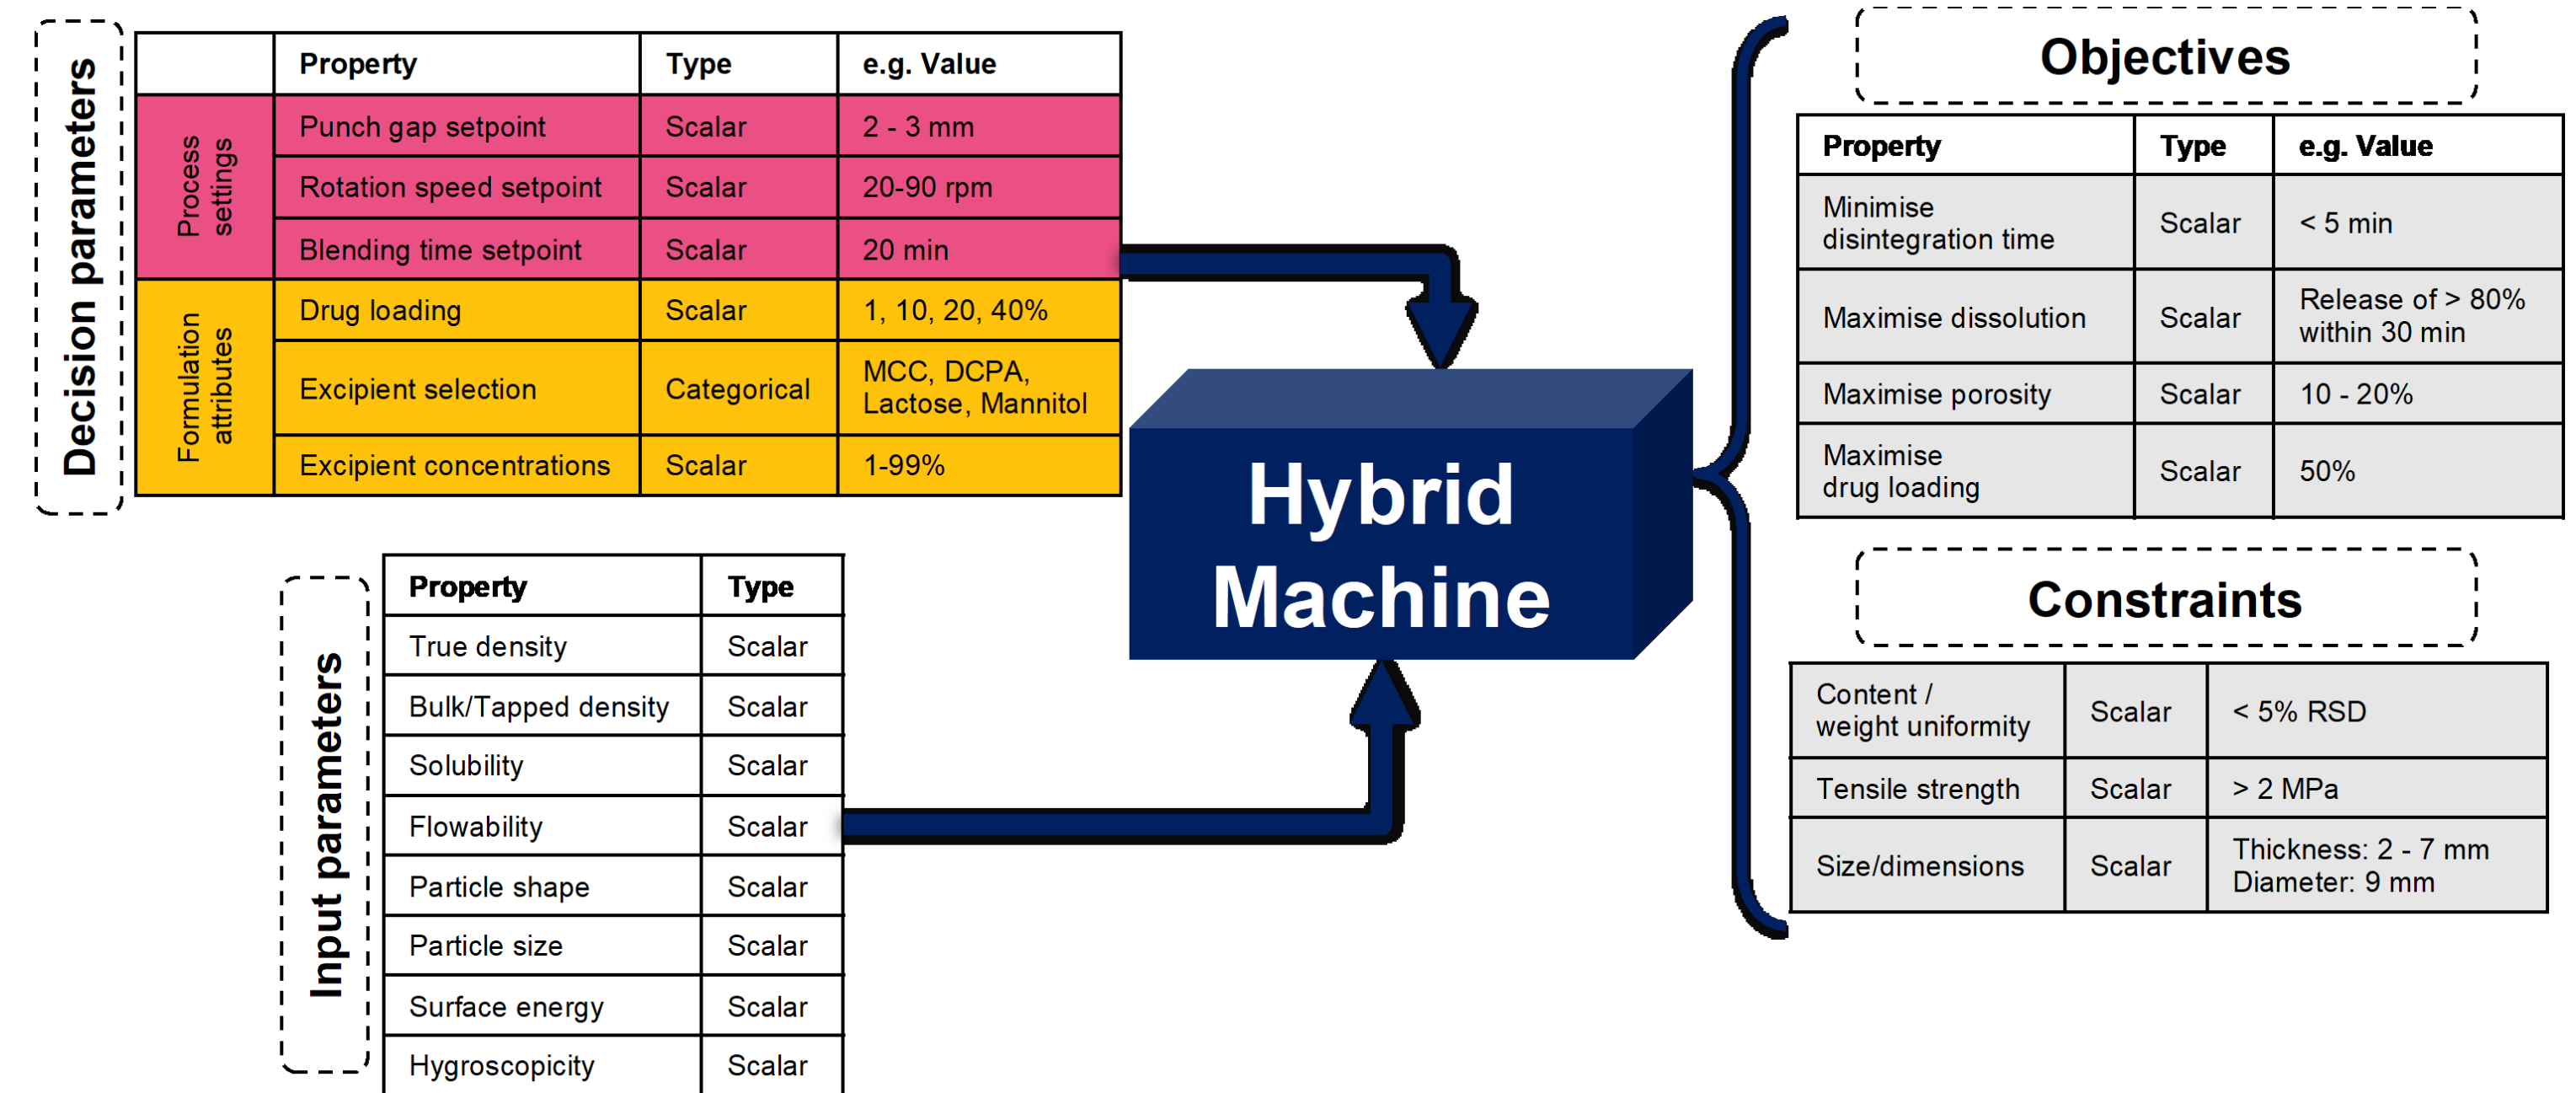 Decision parameters
Property Type e.g. Value
Process
settings
Punch gap setpoint Scalar 2 - 3 mm
Rotation speed setpoint Scalar 20-90 rpm
Blending time setpoint Scalar 20 min
Formulation
attributes
Drug loading Scalar 1, 10, 20, 40%
Excipient selection Categorical MCC, DCPA,
Lactose, Mannitol
Excipient concentrations Scalar 1-99%
Input parameters
Property Type
True density Scalar
Bulk/Tapped density Scalar
Solubility Scalar
Flowability Scalar
Particle shape Scalar
Particle size Scalar
Surface energy Scalar
Hygroscopicity Scalar
Hybrid
Machine
Objectives
Property Type e.g. Value
Minimise
disintegration time Scalar < 5 min
Maximise dissolution Scalar Release of > 80%
within 30 min
Maximise porosity Scalar 10 - 20%
Maximise
drug loading Scalar 50%
Constraints
Content /
weight uniformity Scalar < 5% RSD
Tensile strength Scalar > 2 MPa
Size/dimensions Scalar Thickness: 2 - 7 mm
Diameter: 9 mm